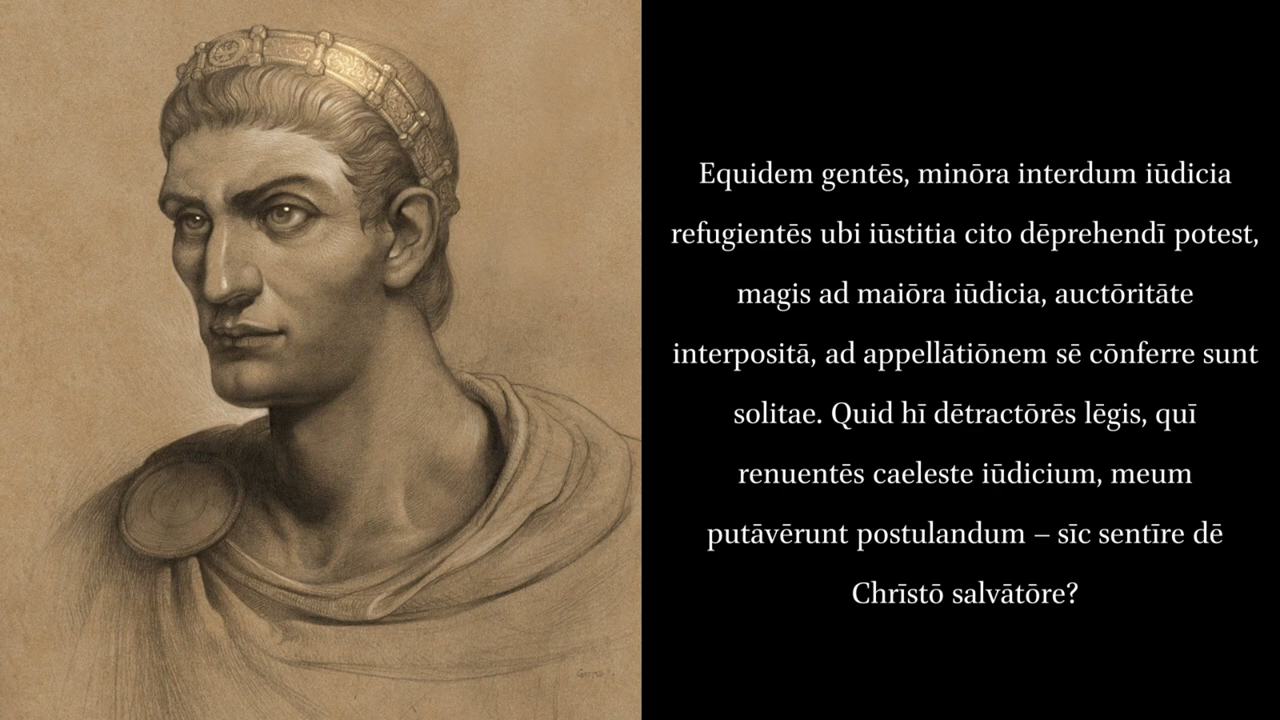 Equidem gentēs, minōra interdum iūdicia
refugientēs ubi iūstitia cito dēprehendī potest,
magis ad maiōra iūdicia, auctōritāte
interpositā, ad appellātiōnem sē cōnferre sunt
solitae. Quid hī dētractōrēs lēgis, quī
renuentēs caeleste iūdicium, meum
putāvērunt postulandum – sīc sentīre dē
Chrīstō salvātōre?